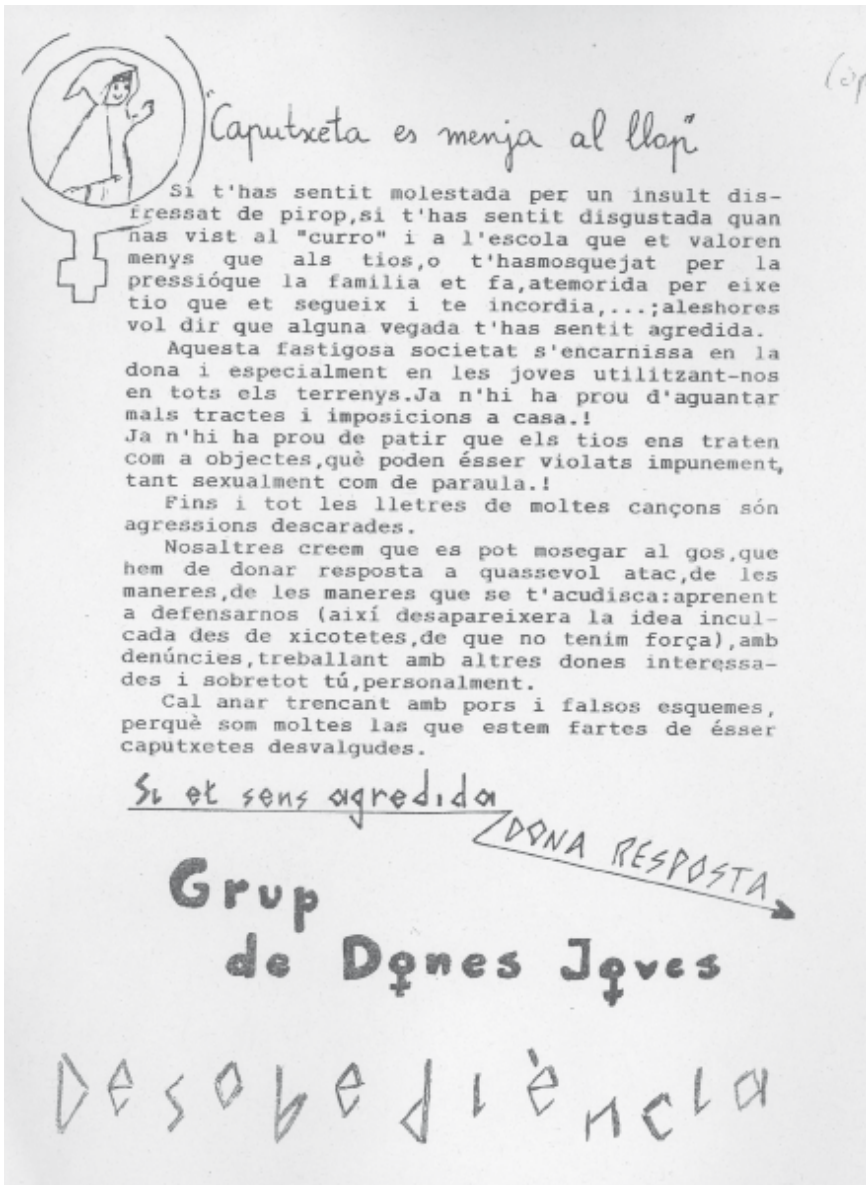 "Caputxeta es menja al llop"
Si t'has sentit molestada per un insult dis-
fressat de pirop,si t'has sentit disgustada quan
nas vist al "curro" i a l'escola que et valoren
menys que als tios,o t'hasmosquejat per la
pressióque la familia et fa,atemorida per eixe
tio que et segueix i te incordia,...;aleshores
vol dir que alguna vegada t'has sentit agredida.
Aquesta fastigosa societat s'encarnissa en la
dona i especialment en les joves utilitzant-nos
en tots els terrenys.Ja n'hi ha prou d'aguantar
mals tractes i imposicions a casa.!
Ja n'hi ha prou de patir que els tios ens traten
com a objectes,què poden ésser violats impunement,
tant sexualment com de paraula.!
Fins i tot les lletres de moltes cançons són
agressions descarades.
Nosaltres creem que es pot mosegar al gos,que
hem de donar resposta a quassevol atac,de les
maneres,de les maneres que se t'acudisca:aprenent
a defensarnos (així desapareixera la idea incul-
cada des de xicotetes,de que no tenim força),amb
denúncies,treballant amb altres dones interessa-
des i sobretot tú,personalment.
Cal anar trencant amb pors i falsos esquemes,
perquè som moltes las que estem fartes de ésser
caputxetes desvalgudes.
Si et sens agredida
DONA RESPOSTA
Grup
de Dones Joves
Desobediència